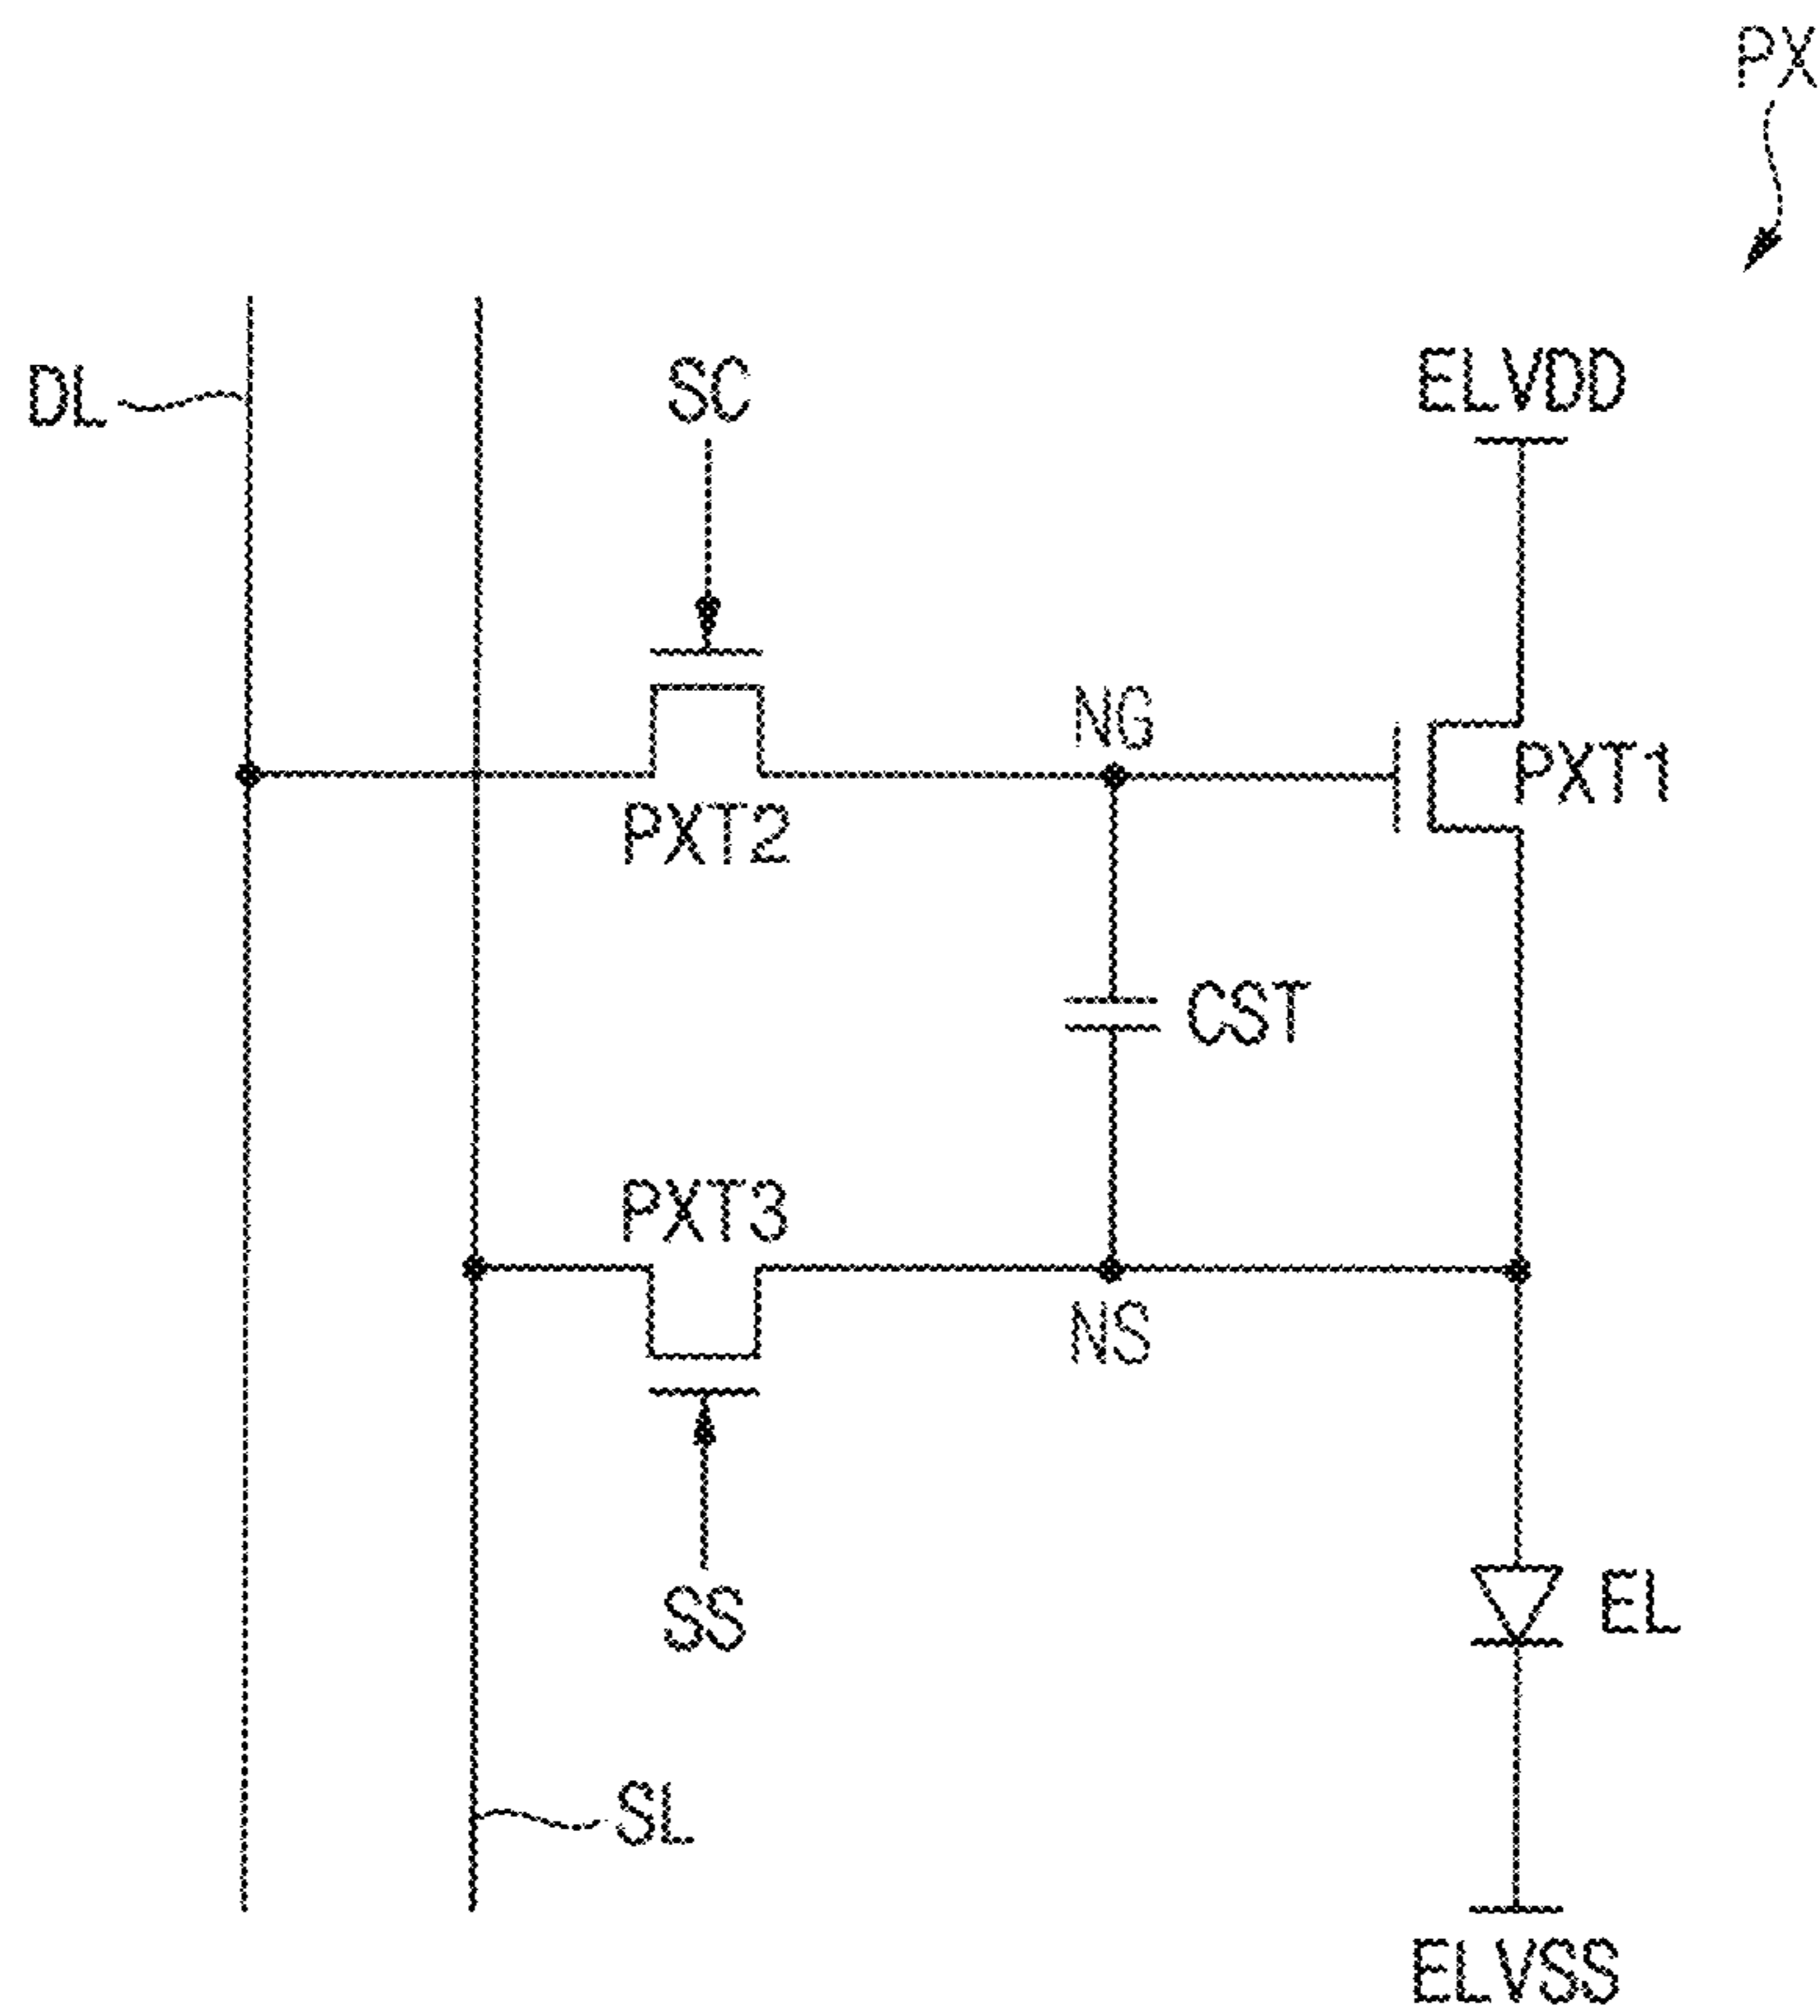 PX
DL
SC
ELVDD
NG
PXT1
PXT2
CST
PXT3
NS
SS
EL
SL
ELVSS